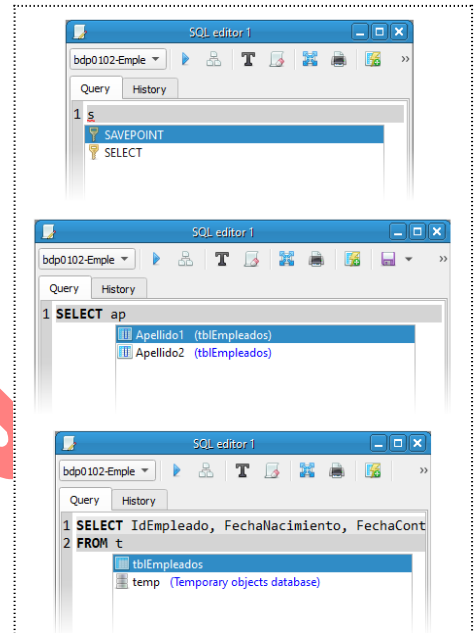 SQL editor 1
bdp0102-Emple
T
»
Query History
1 s
SAVEPOINT
SELECT
SQL editor 1
bdp0102-Emple
T
»
Query History
1 SELECT ap
Apellido1 (tblEmpleados)
Apellido2 (tblEmpleados)
SQL editor 1
bdp0102-Emple
T
»
Query History
1 SELECT IdEmpleado, FechaNacimiento, FechaCont
2 FROM t
tblEmpleados
temp (Temporary objects database)